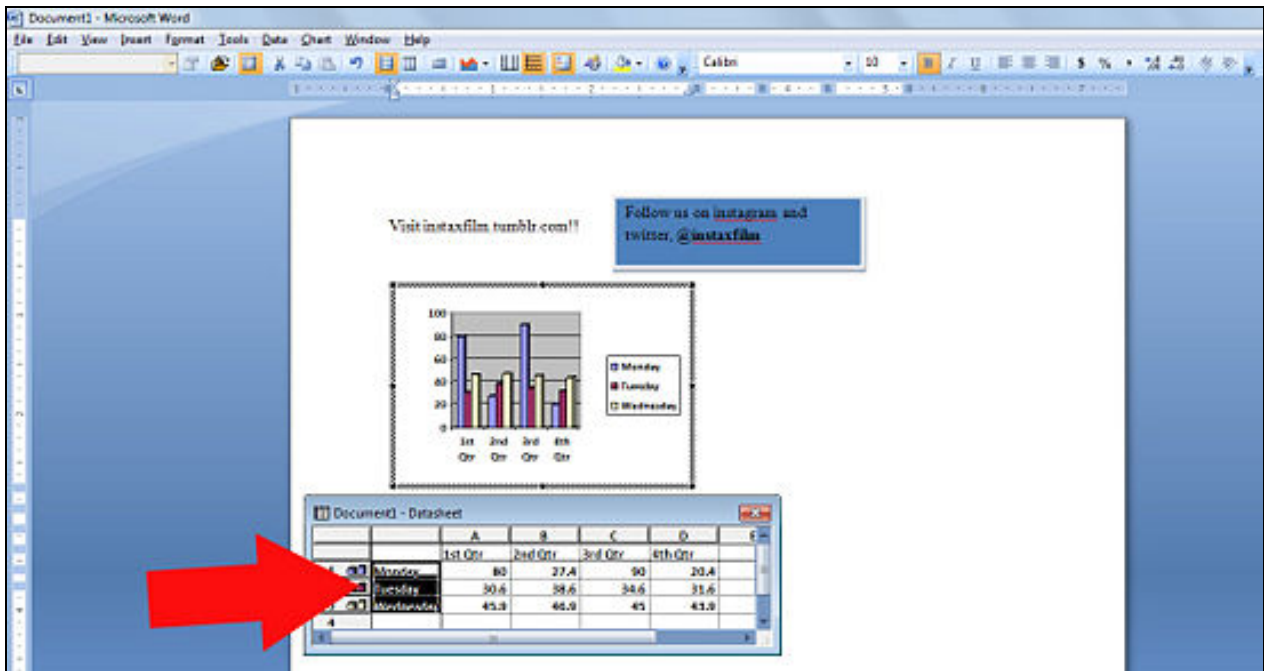 Document1 - Microsoft Word
File Edit View Insert Format Tools Data Chart Window Help
Calibri 10 B I U $ %
Visit instaxfilm.tumblr.com!!
Follow us on instagram and
twitter, @instaxfilm
100
80
60
40
20
0
1st Qtr 2nd Qtr 3rd Qtr 4th Qtr
Monday
Tuesday
Wednesday
Document1 - Datasheet
A B C D E
1st Qtr 2nd Qtr 3rd Qtr 4th Qtr
Monday 80 27.4 90 20.4
Tuesday 30.6 38.6 34.6 31.6
Wednesday 45.9 46.9 45 43.9
4